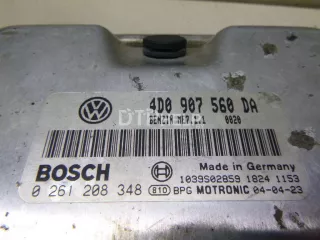 4D0 907 560 DA
0020
BOSCH
Made in Germany
1039S02859 1824 1153
0 261 208 348 810 BPG MOTRONIC 04-04-23